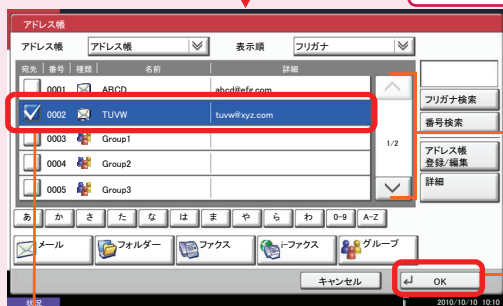 アドレス帳
アドレス帳 アドレス帳 表示順 フリガナ
宛先 番号 種類 名前 詳細
0001 ABCD abcd@efg.com
0002 TUVW tuvw@xyz.com
0003 Group1
0004 Group2
0005 Group3
1/2
フリガナ検索
番号検索
アドレス帳
登録/編集
詳細
あ か さ た な は ま や ら わ 0-9 A-Z
メール フォルダー ファクス i-ファクス グループ
キャンセル OK
状況 2010/10/10 10:10